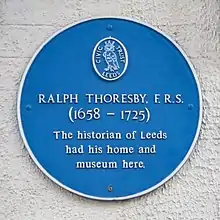 CIVIC TRUST
LEEDS
RALPH THORESBY, F.R.S.
(1658 – 1725)
The historian of Leeds
had his home and
museum here.